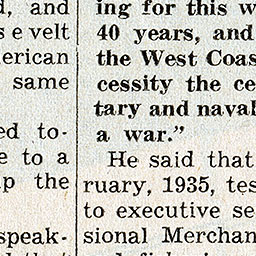 d, and
s e velt
erican
same
ed to-
e to a
p the
speak-
ing for this w
40 years, and
the West Coas
cessity the ce
tary and naval
a war.”
He said that
ruary, 1935, tes
to executive se
sional Merchan